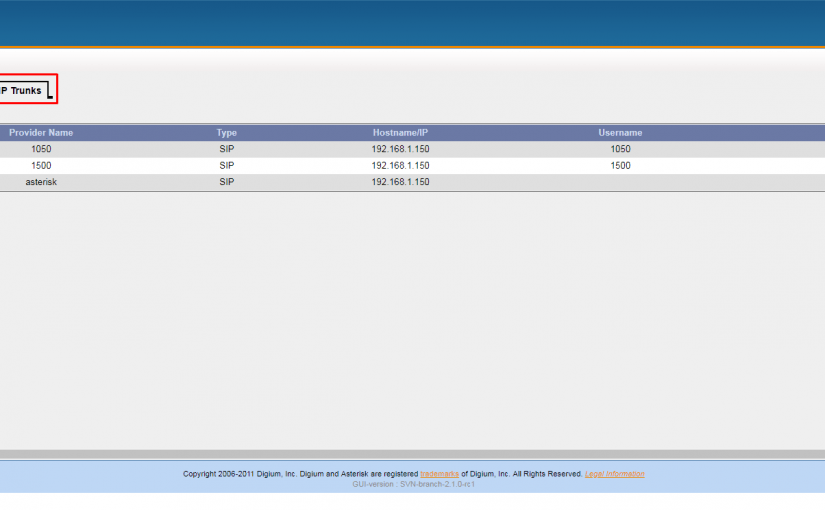 IP Trunks
Provider Name Type Hostname/IP Username
1050 SIP 192.168.1.150 1050
1500 SIP 192.168.1.150 1500
asterisk SIP 192.168.1.150
Copyright 2006-2011 Digium, Inc. Digium and Asterisk are registered trademarks of Digium, Inc. All Rights Reserved. Legal Information
GUI-version : SVN-branch-2.1.0-rc1